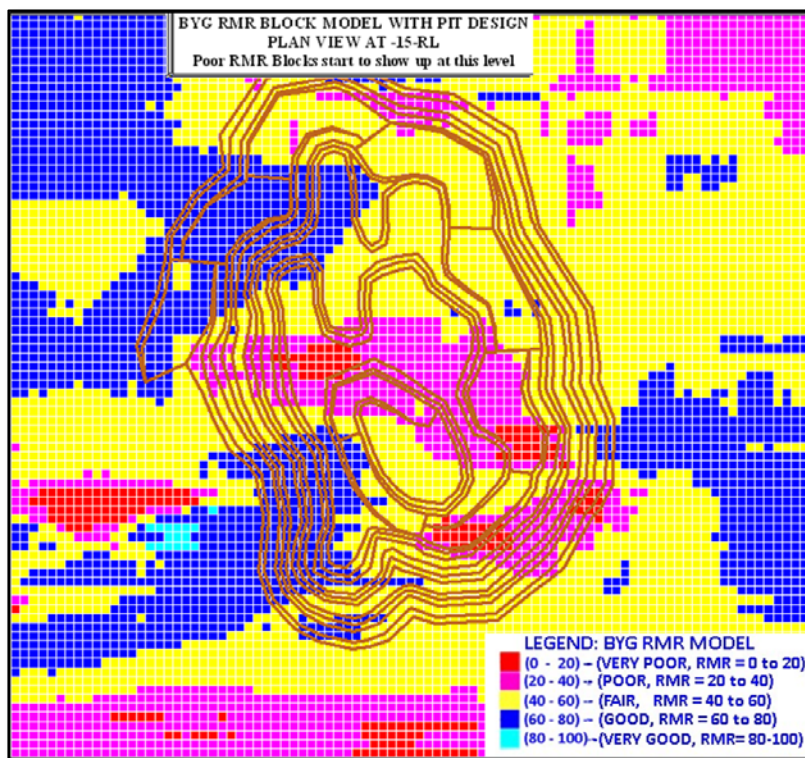 BYG RMR BLOCK MODEL WITH PIT DESIGN
PLAN VIEW AT -15-RL
Poor RMR Blocks start to show up at this level
LEGEND: BYG RMR MODEL
(0 - 20) – (VERY POOR, RMR = 0 to 20)
(20 - 40) – (POOR, RMR = 20 to 40)
(40 - 60) – (FAIR, RMR = 40 to 60)
(60 - 80) – (GOOD, RMR = 60 to 80)
(80 - 100) –(VERY GOOD, RMR= 80-100)